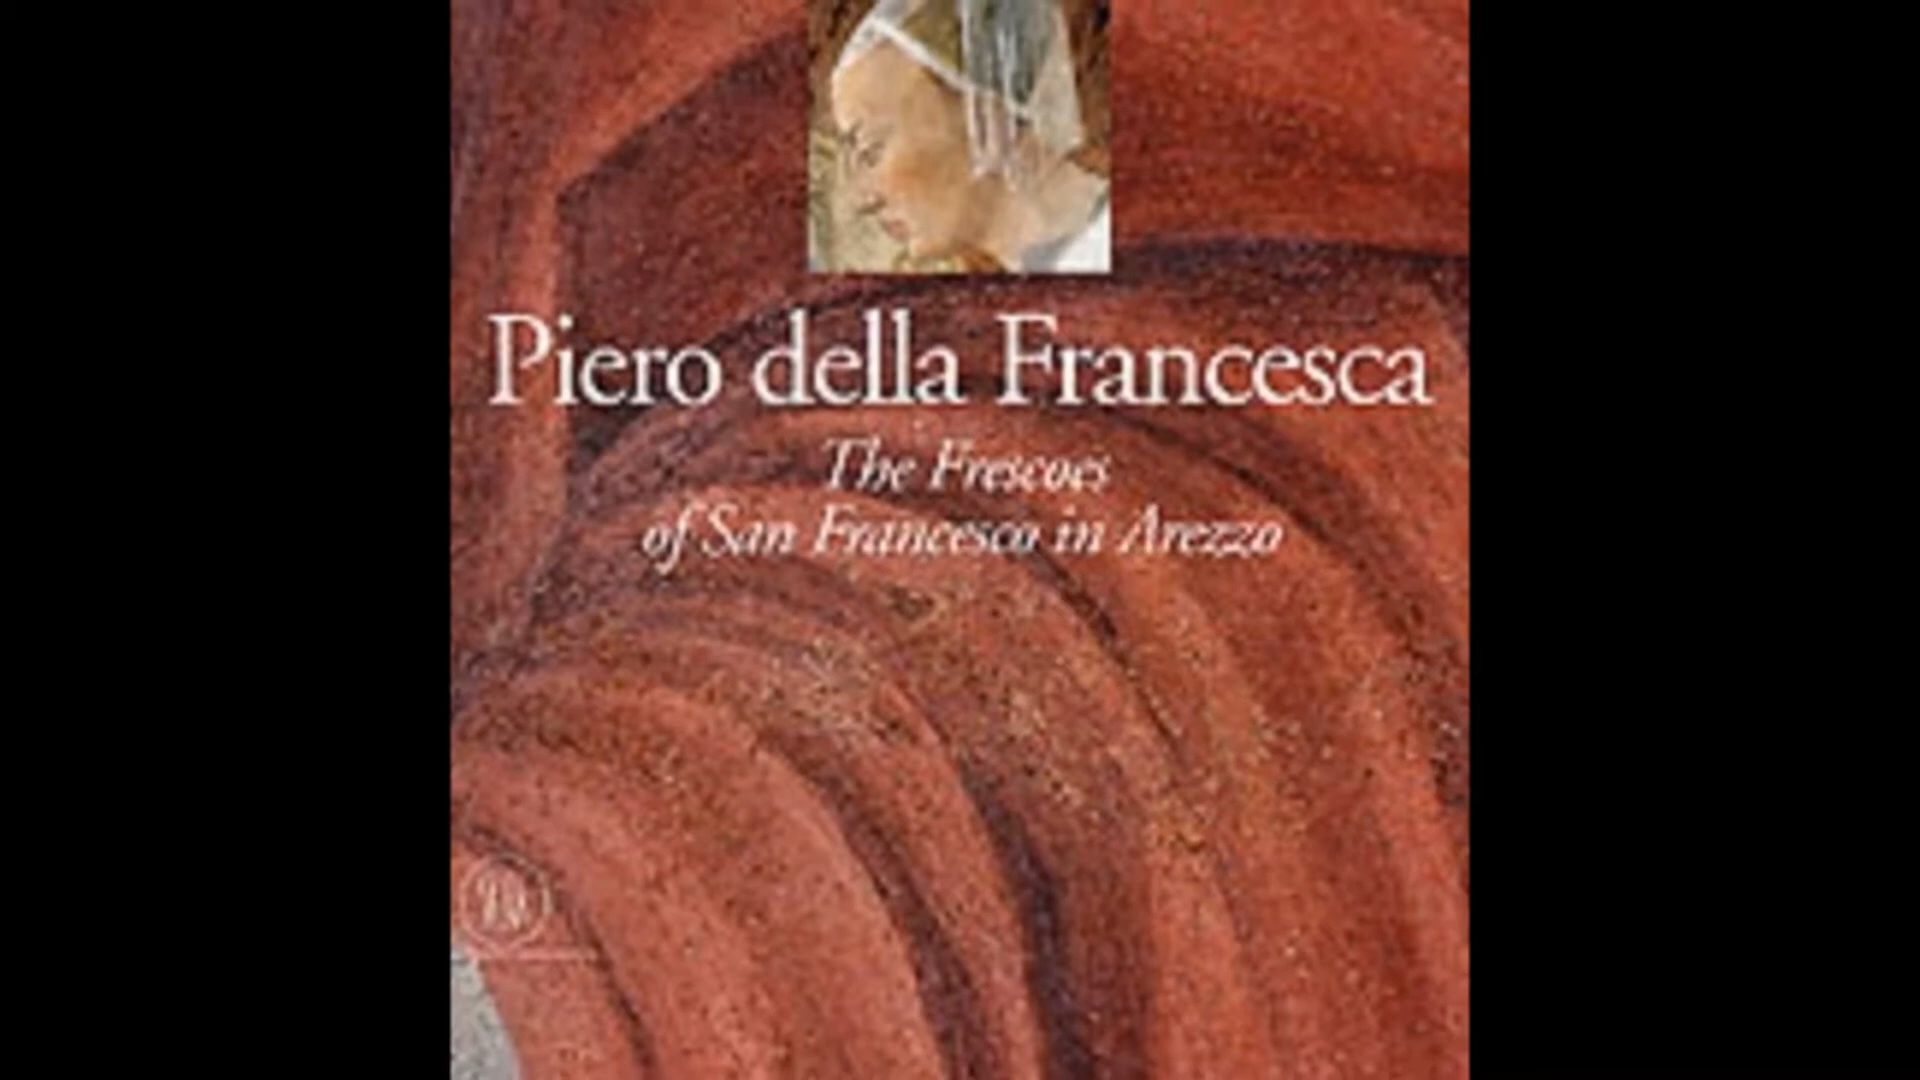 Piero della Francesca
The Frescoes
of San Francesco in Arezzo